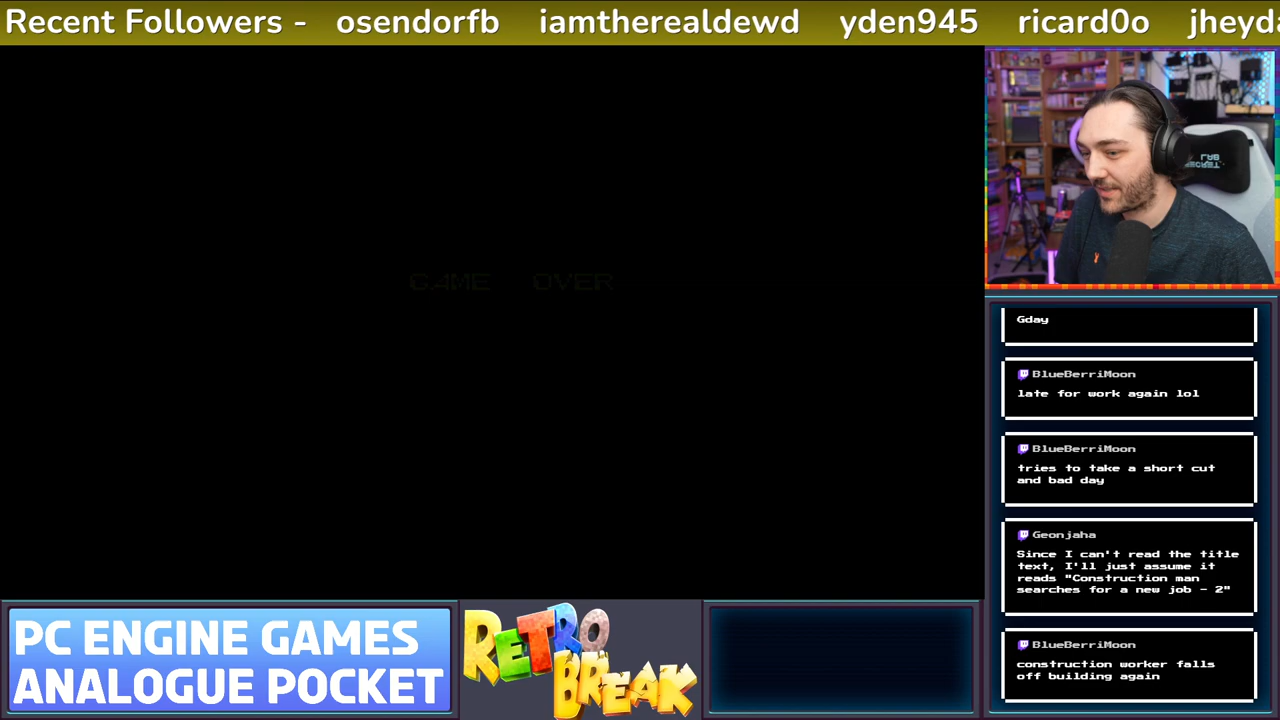 Recent Followers - osendorfb iamtherealdewd yden945 ricard0o jheyda
GAME OVER
Gday
BlueBerriMoon
late for work again lol
BlueBerriMoon
tries to take a short cut
and bad day
Geonjaha
Since I can't read the title
text, I'll just assume it
reads "Construction man
searches for a new job - 2"
BlueBerriMoon
construction worker falls
off building again
PC ENGINE GAMES
ANALOGUE POCKET
RETRO
BREAK